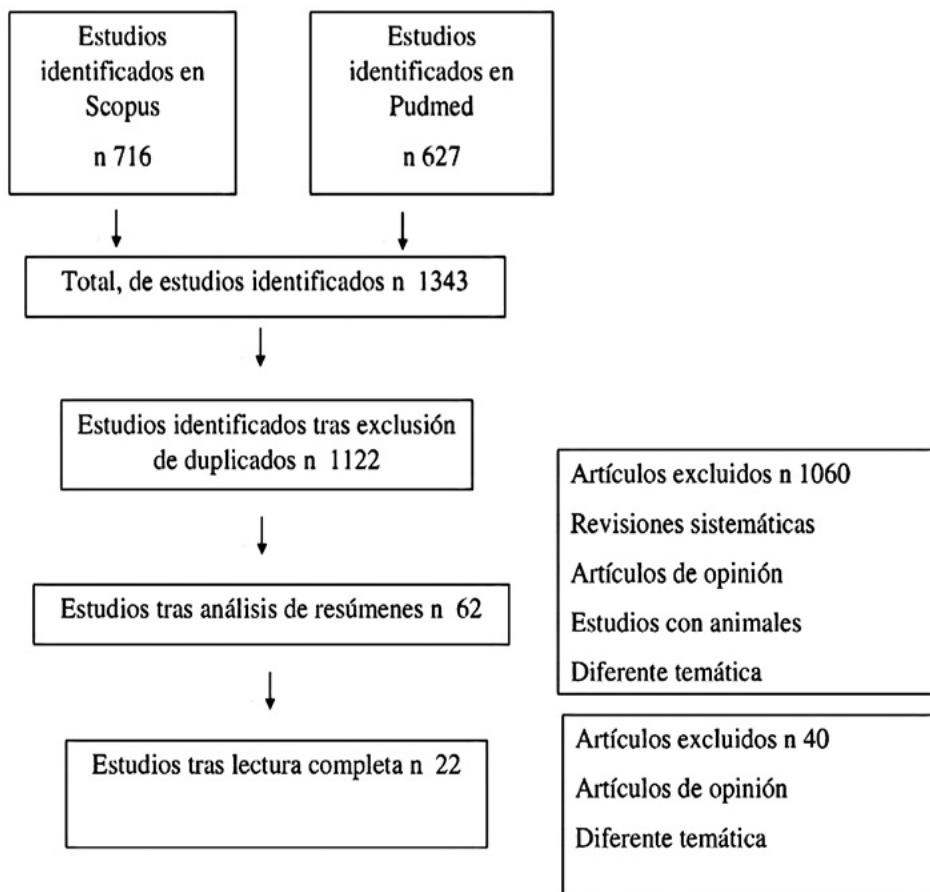 Estudios
identificados en
Scopus
n 716
Estudios
identificados en
Pudmed
n 627
Total, de estudios identificados n 1343
Estudios identificados tras exclusión
de duplicados n 1122
Artículos excluidos n 1060
Revisiones sistemáticas
Artículos de opinión
Estudios con animales
Diferente temática
Estudios tras análisis de resúmenes n 62
Estudios tras lectura completa n 22
Artículos excluidos n 40
Artículos de opinión
Diferente temática